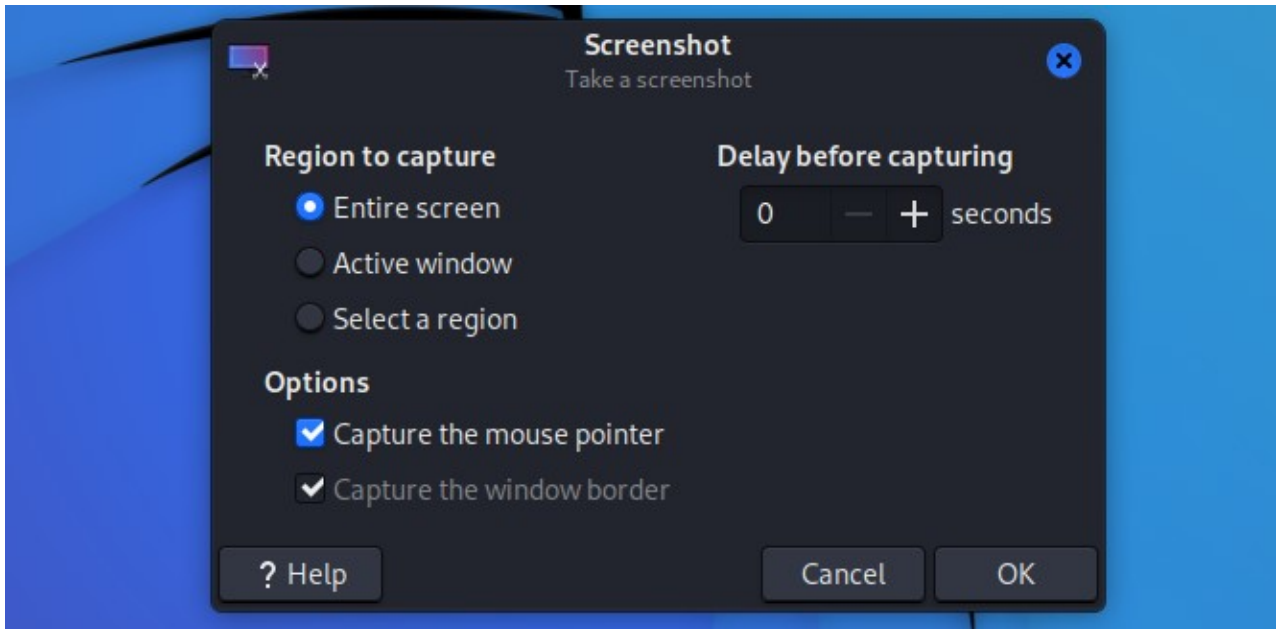 Screenshot
Take a screenshot
Region to capture
Entire screen
Active window
Select a region
Delay before capturing
0 — + seconds
Options
Capture the mouse pointer
Capture the window border
? Help
Cancel
OK